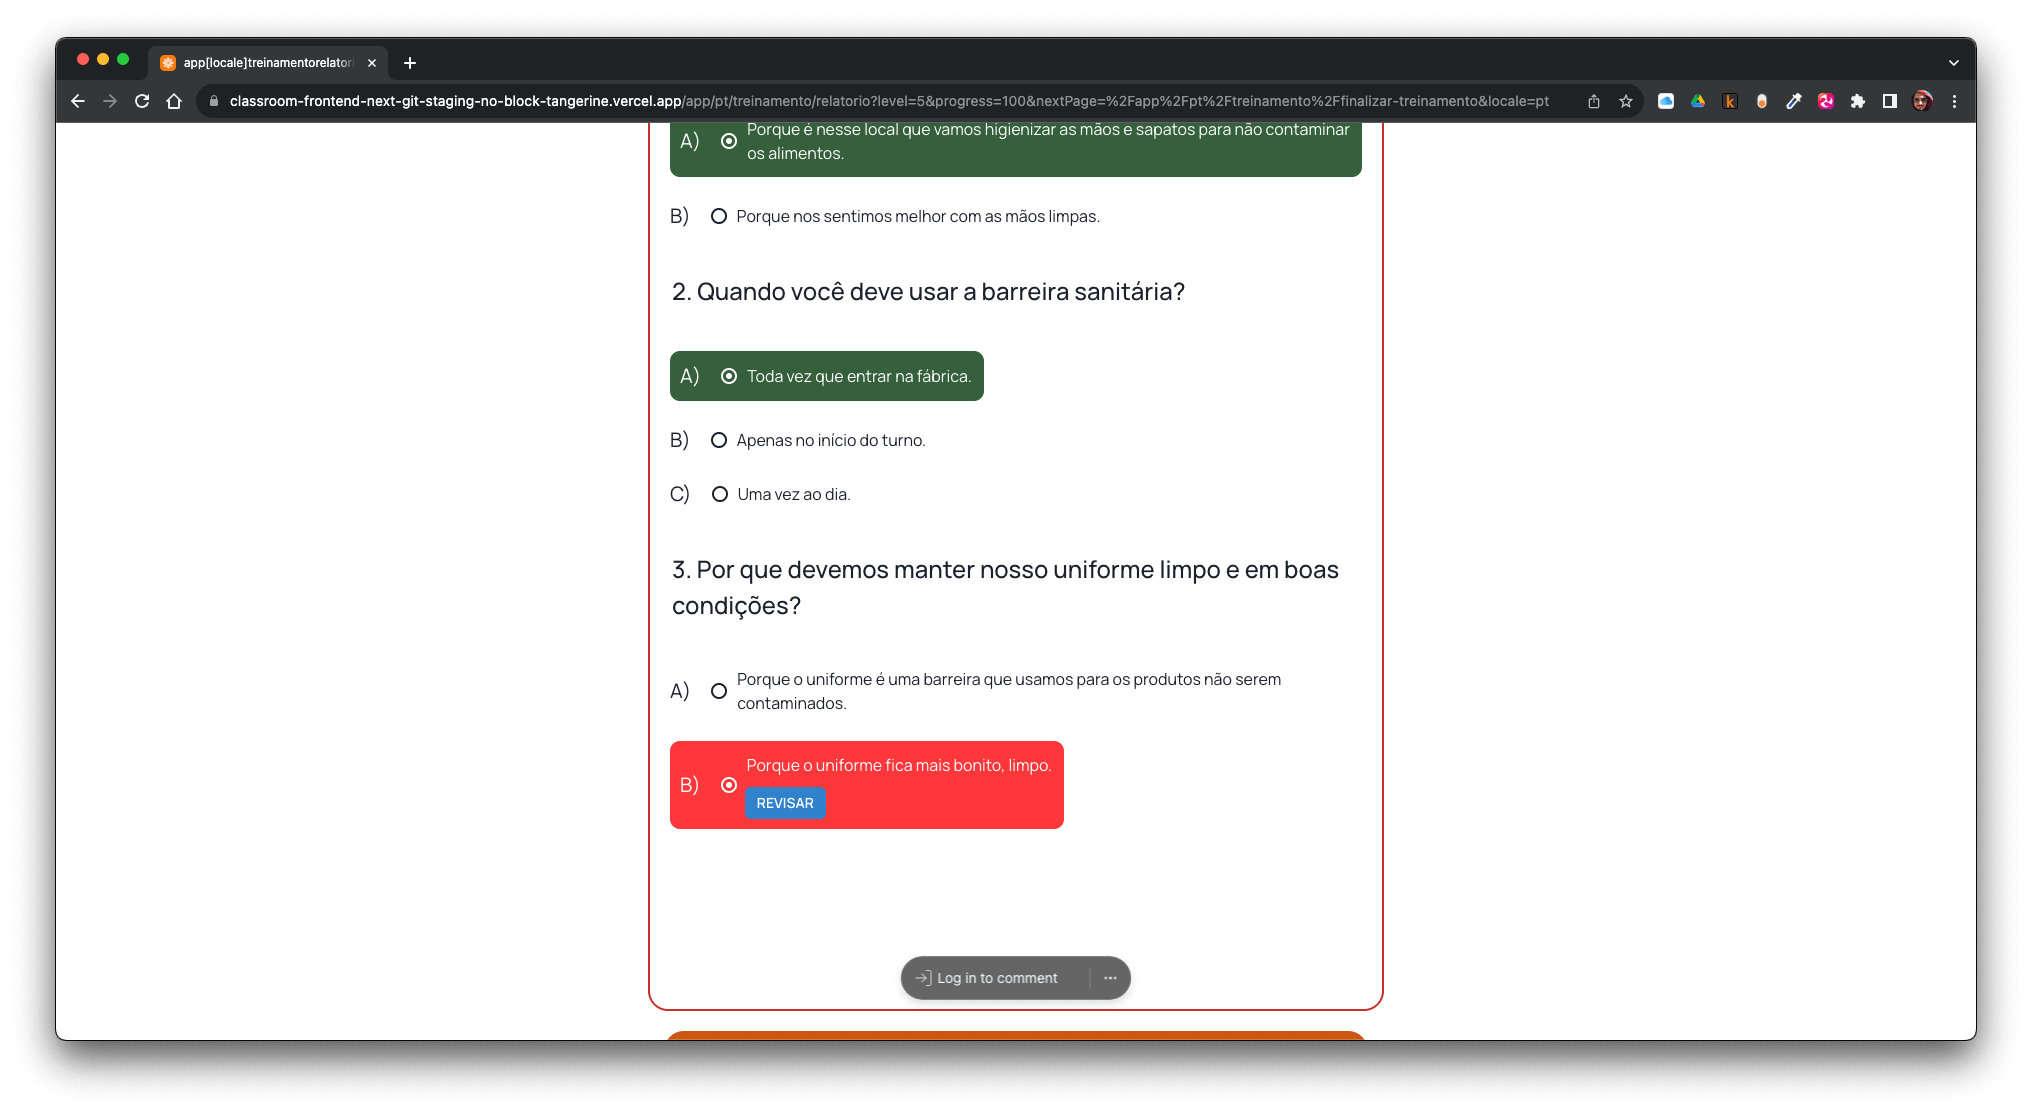 app[locale]treinamentorelator
classroom-frontend-next-git-staging-no-block-tangerine.vercel.app/app/pt/treinamento/relatorio?level=5&progress=100&nextPage=%2Fapp%2Fpt%2Ftreinamento%2Ffinalizar-treinamento&locale=pt
A) Porque é nesse local que vamos higienizar as mãos e sapatos para não contaminar
os alimentos.
B) Porque nos sentimos melhor com as mãos limpas.
2. Quando você deve usar a barreira sanitária?
A) Toda vez que entrar na fábrica.
B) Apenas no início do turno.
C) Uma vez ao dia.
3. Por que devemos manter nosso uniforme limpo e em boas
condições?
A) Porque o uniforme é uma barreira que usamos para os produtos não serem
contaminados.
B) Porque o uniforme fica mais bonito, limpo.
REVISAR
Log in to comment